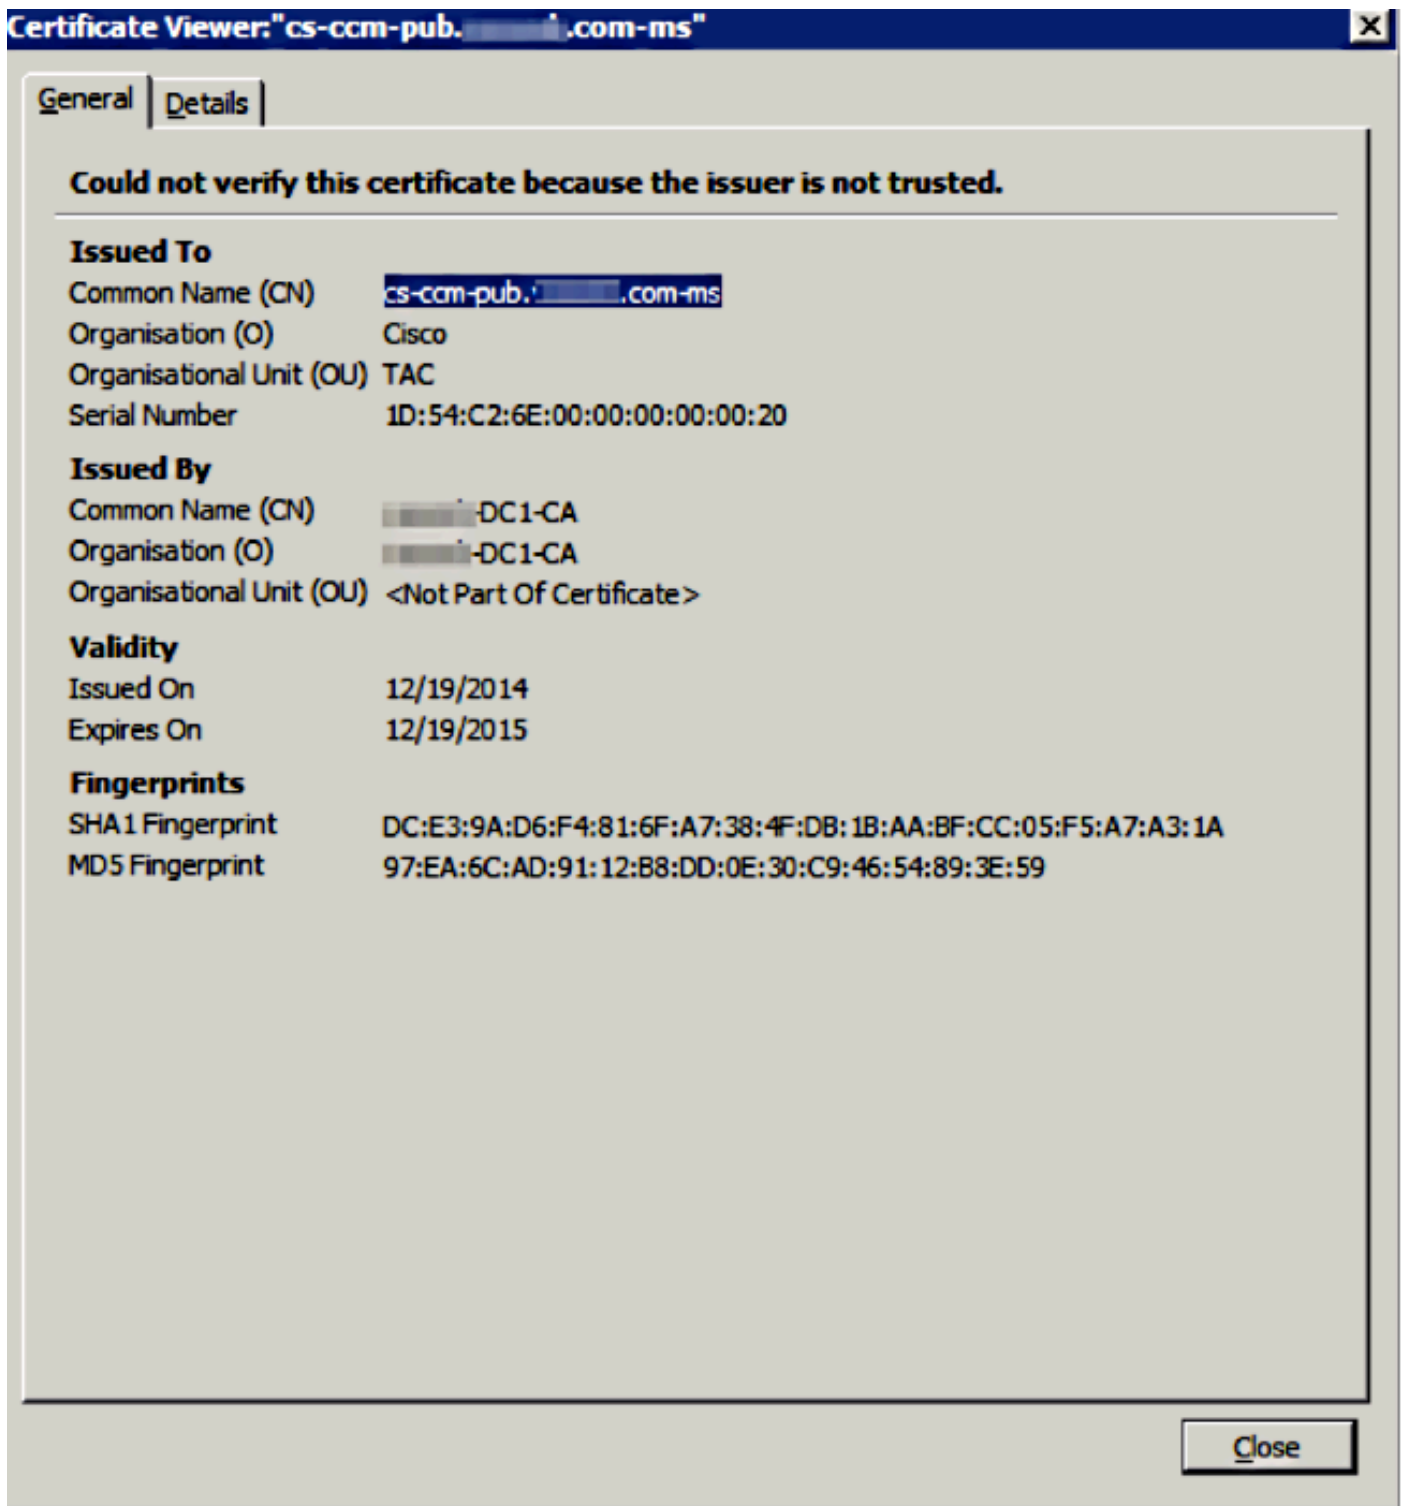 Certificate Viewer:"cs-ccm-pub. .com-ms"
General Details
Could not verify this certificate because the issuer is not trusted.
Issued To
Common Name (CN) cs-ccm-pub. .com-ms
Organisation (O) Cisco
Organisational Unit (OU) TAC
Serial Number 1D:54:C2:6E:00:00:00:00:00:20
Issued By
Common Name (CN) -DC1-CA
Organisation (O) -DC1-CA
Organisational Unit (OU) <Not Part Of Certificate>
Validity
Issued On 12/19/2014
Expires On 12/19/2015
Fingerprints
SHA1 Fingerprint DC:E3:9A:D6:F4:81:6F:A7:38:4F:DB:1B:AA:BF:CC:05:F5:A7:A3:1A
MD5 Fingerprint 97:EA:6C:AD:91:12:B8:DD:0E:30:C9:46:54:89:3E:59
Close